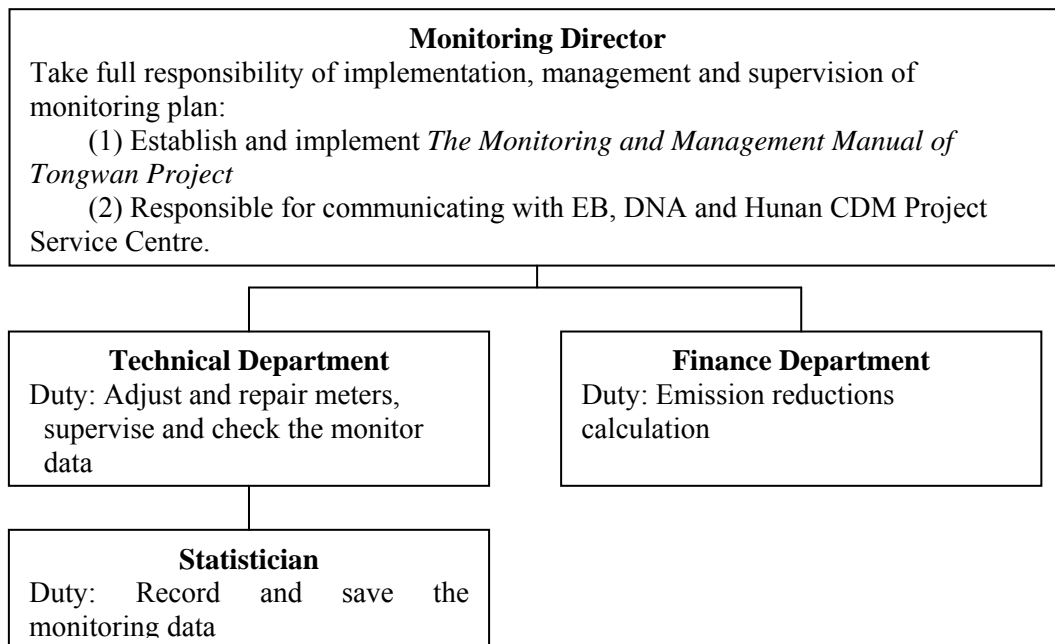 Monitoring Director
Take full responsibility of implementation, management and supervision of
monitoring plan:
(1) Establish and implement The Monitoring and Management Manual of
Tongwan Project
(2) Responsible for communicating with EB, DNA and Hunan CDM Project
Service Centre.
Technical Department
Duty: Adjust and repair meters,
supervise and check the monitor
data
Finance Department
Duty: Emission reductions
calculation
Statistician
Duty: Record and save the
monitoring data